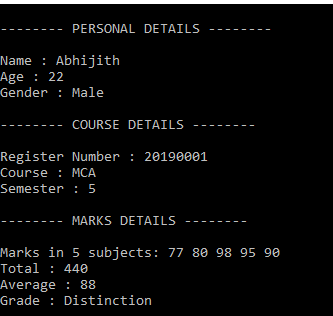 -------- PERSONAL DETAILS --------
Name : Abhijith
Age : 22
Gender : Male
-------- COURSE DETAILS --------
Register Number : 20190001
Course : MCA
Semester : 5
-------- MARKS DETAILS --------
Marks in 5 subjects: 77 80 98 95 90
Total : 440
Average : 88
Grade : Distinction